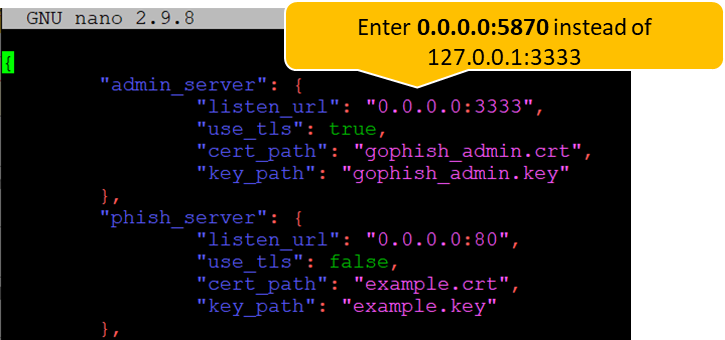 GNU nano 2.9.8
Enter 0.0.0.0:5870 instead of
127.0.0.1:3333
{
"admin_server": {
"listen_url": "0.0.0.0:3333",
"use_tls": true,
"cert_path": "gophish_admin.crt",
"key_path": "gophish_admin.key"
},
"phish_server": {
"listen_url": "0.0.0.0:80",
"use_tls": false,
"cert_path": "example.crt",
"key_path": "example.key"
},